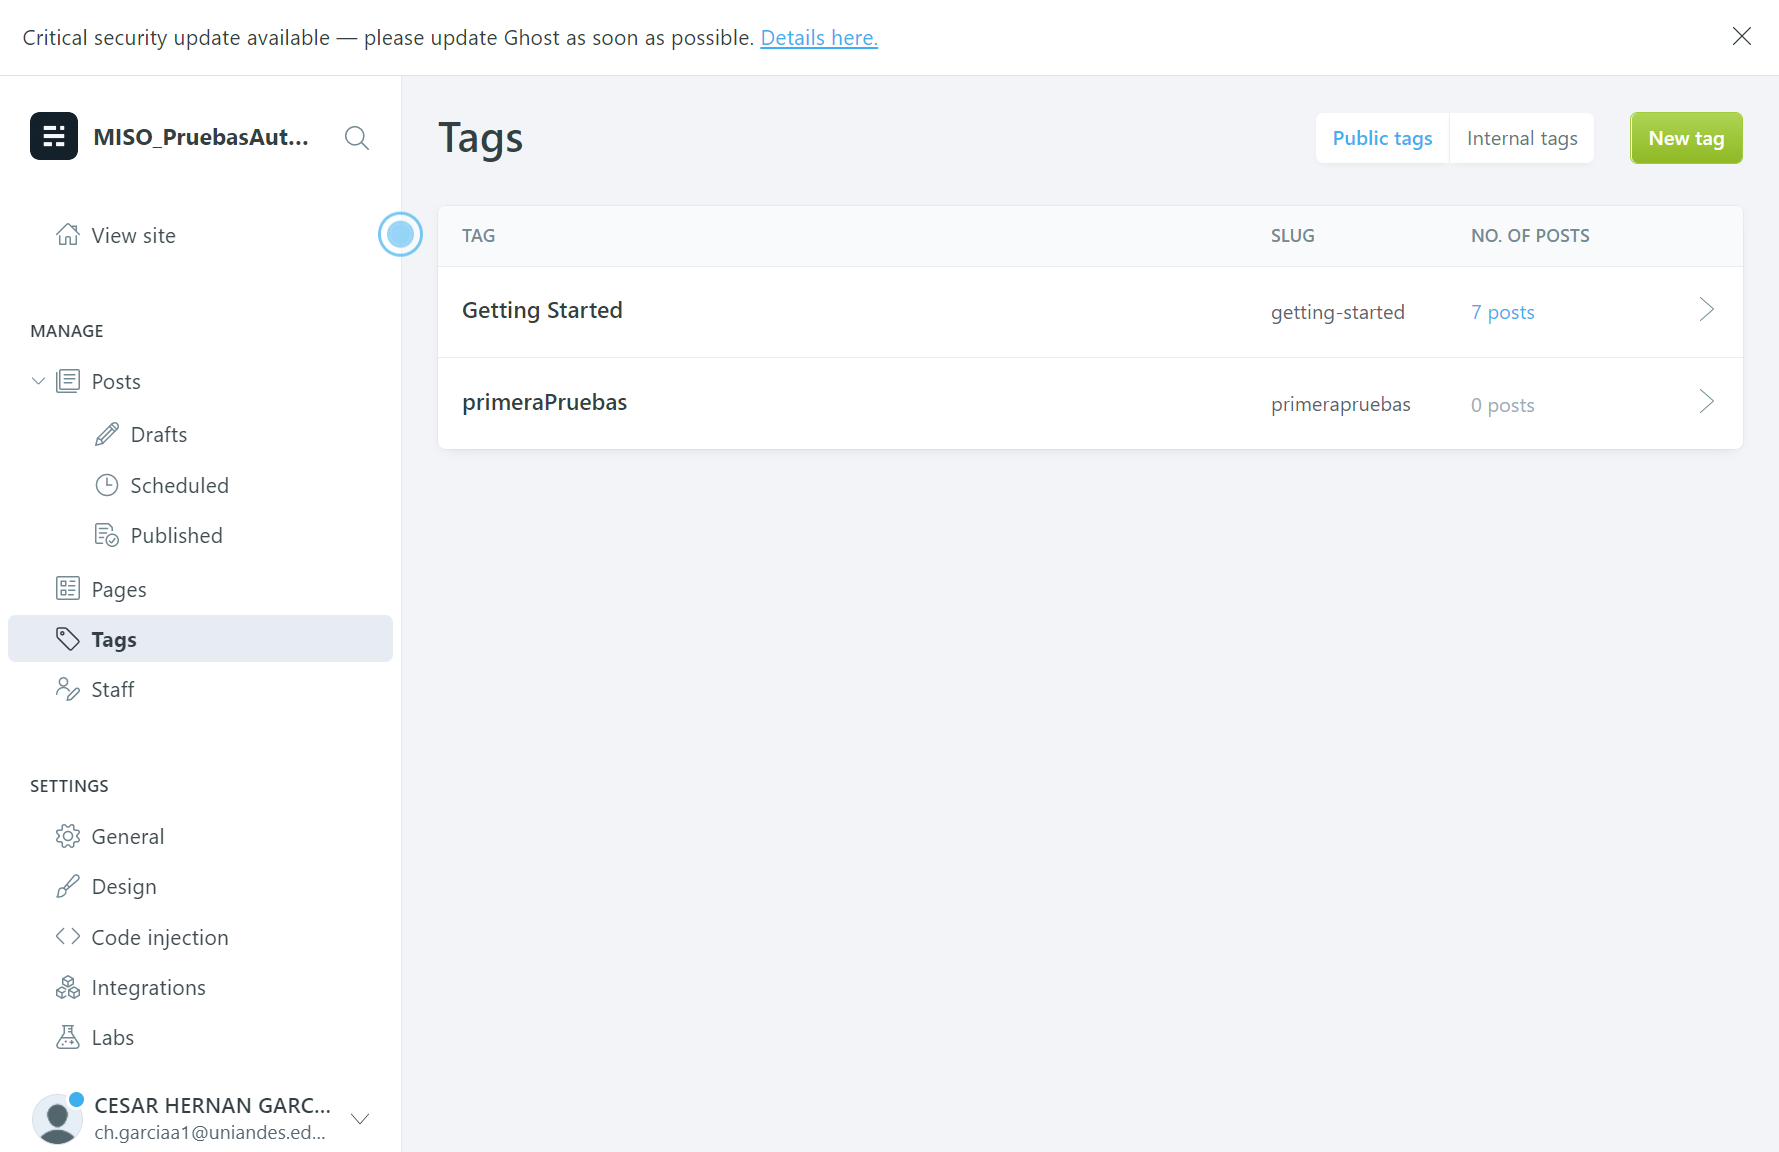 Critical security update available — please update Ghost as soon as possible. Details here.
MISO_PruebasAut...
View site
MANAGE
Posts
Drafts
Scheduled
Published
Pages
Tags
Staff
SETTINGS
General
Design
Code injection
Integrations
Labs
CESAR HERNAN GARC...
ch.garciaa1@uniandes.ed...
Tags
Public tags Internal tags New tag
TAG SLUG NO. OF POSTS
Getting Started getting-started 7 posts
primeraPruebas primerapruebas 0 posts